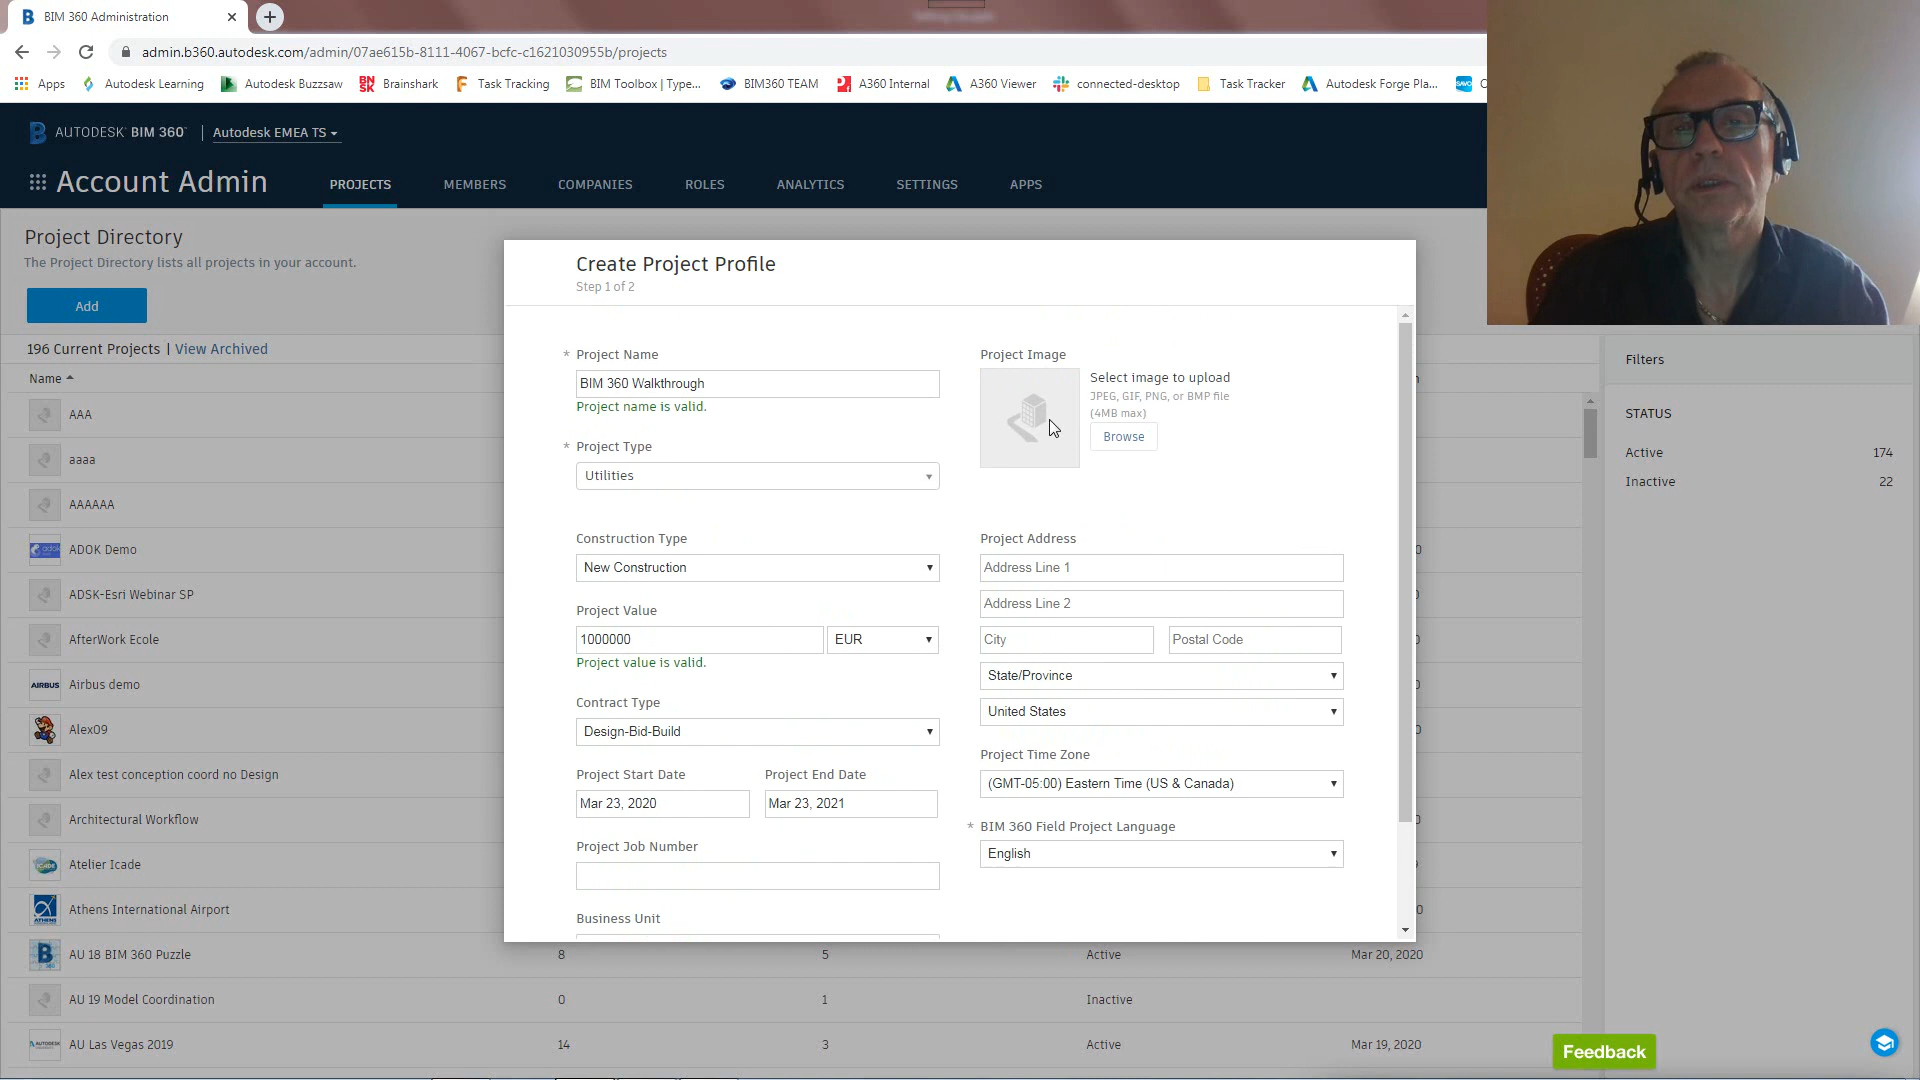 BIM 360 Administration
admin.b360.autodesk.com/admin/07ae615b-8111-4067-bcfc-c1621030955b/projects
Apps Autodesk Learning Autodesk Buzzsaw Brainshark Task Tracking BIM Toolbox | Type... BIM360 TEAM A360 Internal A360 Viewer connected-desktop Task Tracker Autodesk Forge Pla...
AUTODESK BIM 360 Autodesk EMEA TS
Account Admin PROJECTS MEMBERS COMPANIES ROLES ANALYTICS SETTINGS APPS
Project Directory
The Project Directory lists all projects in your account.
Add
196 Current Projects | View Archived
Name
AAA
aaaa
AAAAAA
ADOK Demo
ADSK-Esri Webinar SP
AfterWork Ecole
AIRBUS Airbus demo
Alex09
Alex test conception coord no Design
Architectural Workflow
Atelier Icade
Athens International Airport
AU 18 BIM 360 Puzzle 8 5 Active Mar 20, 2020
AU 19 Model Coordination 0 1 Inactive
AU Las Vegas 2019 14 3 Active Mar 19, 2020
Create Project Profile
Step 1 of 2
* Project Name
BIM 360 Walkthrough
Project name is valid.
* Project Type
Utilities
Construction Type
New Construction
Project Value
1000000 EUR
Project value is valid.
Contract Type
Design-Bid-Build
Project Start Date Project End Date
Mar 23, 2020 Mar 23, 2021
Project Job Number
Business Unit
Project Image
Select image to upload
JPEG, GIF, PNG, or BMP file
(4MB max)
Browse
Project Address
Address Line 1
Address Line 2
City Postal Code
State/Province
United States
Project Time Zone
(GMT-05:00) Eastern Time (US & Canada)
* BIM 360 Field Project Language
English
Filters
STATUS
Active 174
Inactive 22
Feedback